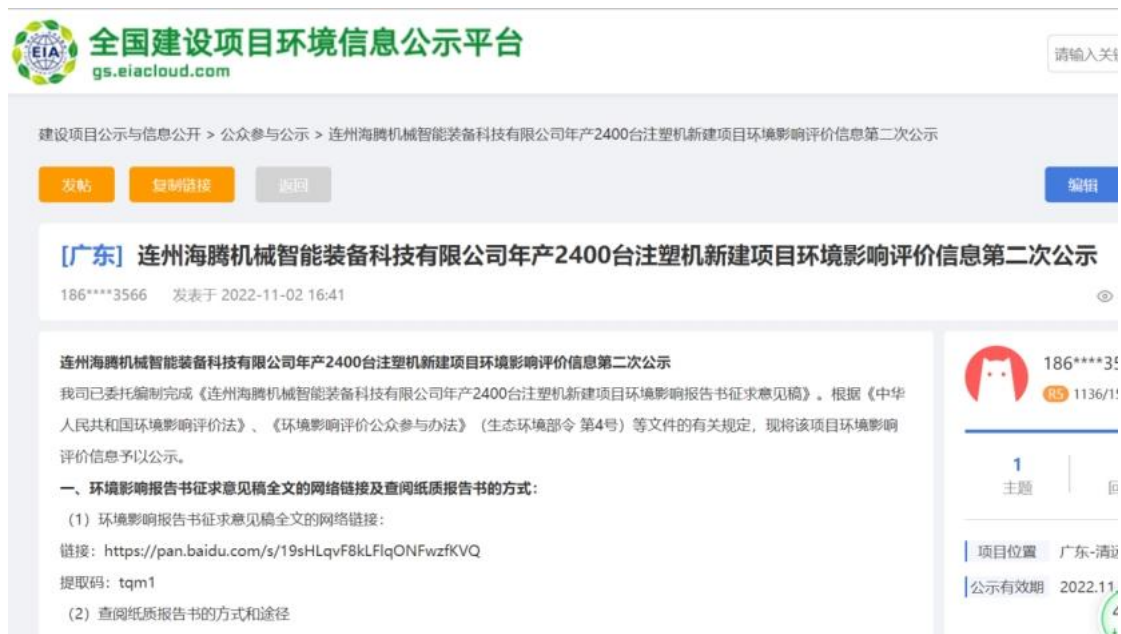 EIA
全国建设项目环境信息公示平台
gs.eiacloud.com
请输入关
建设项目公示与信息公开 > 公众参与公示 > 连州海腾机械智能装备科技有限公司年产2400台注塑机新建项目环境影响评价信息第二次公示
发帖 复制链接 返回 编辑
[广东] 连州海腾机械智能装备科技有限公司年产2400台注塑机新建项目环境影响评价信息第二次公示
186****3566 发表于 2022-11-02 16:41
连州海腾机械智能装备科技有限公司年产2400台注塑机新建项目环境影响评价信息第二次公示
我司已委托编制完成《连州海腾机械智能装备科技有限公司年产2400台注塑机新建项目环境影响报告书征求意见稿》。根据《中华
人民共和国环境影响评价法》、《环境影响评价公众参与办法》（生态环境部令 第4号）等文件的有关规定，现将该项目环境影响
评价信息予以公示。
一、环境影响报告书征求意见稿全文的网络链接及查阅纸质报告书的方式：
（1）环境影响报告书征求意见稿全文的网络链接：
链接：https://pan.baidu.com/s/19sHLqvF8kLFlqONFwzfKVQ
提取码：tqm1
（2）查阅纸质报告书的方式和途径
186****35
R5 1136/15
1
主题
项目位置 广东-清远
公示有效期 2022.11